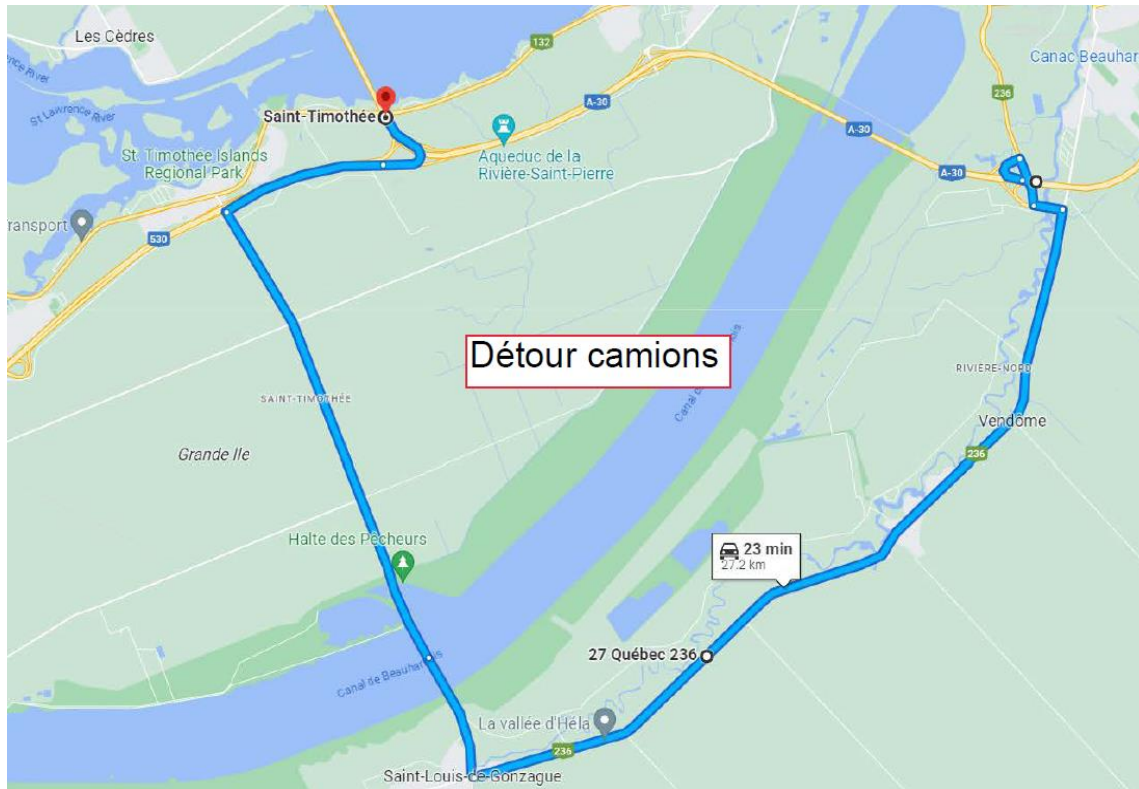 Les Cèdres
132
Canac Beauhar
River
236
A-30
Saint-Timothée
St Lawrence River
A-30
St. Timothée Islands
Regional Park
Aqueduc de la
Rivière-Saint-Pierre
A-30
ransport
530
Détour camions
RIVIÈRE-NORD
SAINT-TIMOTHÉE
Vendôme
Grande Ile
236
Halte des Pêcheurs
23 min
27.2 km
27 Québec 236
Canal de Beauharnois
La vallée d'Héla
236
Saint-Louis-de-Gonzague